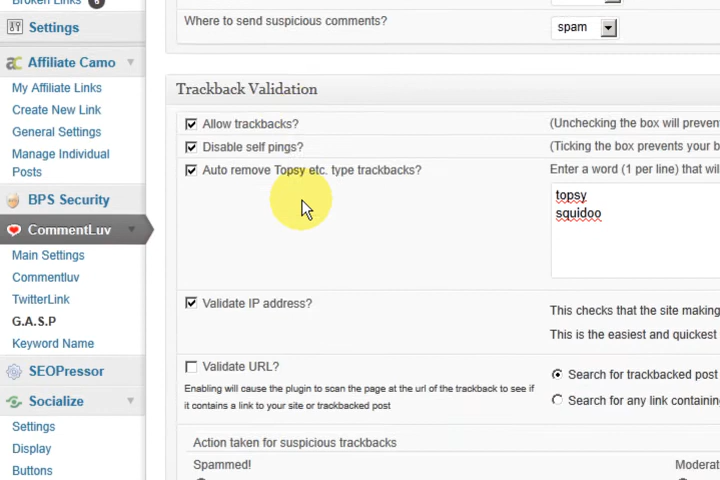 Broken Links 6
Settings
Where to send suspicious comments?
spam
Affiliate Camo
My Affiliate Links
Create New Link
General Settings
Manage Individual
Posts
BPS Security
CommentLuv
Main Settings
Commentluv
TwitterLink
G.A.S.P
Keyword Name
SEOPressor
Socialize
Settings
Display
Buttons
Trackback Validation
Allow trackbacks?
(Unchecking the box will preven
Disable self pings?
(Ticking the box prevents your b
Auto remove Topsy etc. type trackbacks?
Enter a word (1 per line) that wil
topsy
squidoo
Validate IP address?
This checks that the site making
This is the easiest and quickest
Validate URL?
Search for trackbacked post
Enabling will cause the plugin to scan the page at the url of the trackback to see if
it contains a link to your site or trackbacked post
Search for any link containin
Action taken for suspicious trackbacks
Spammed!
Moderat